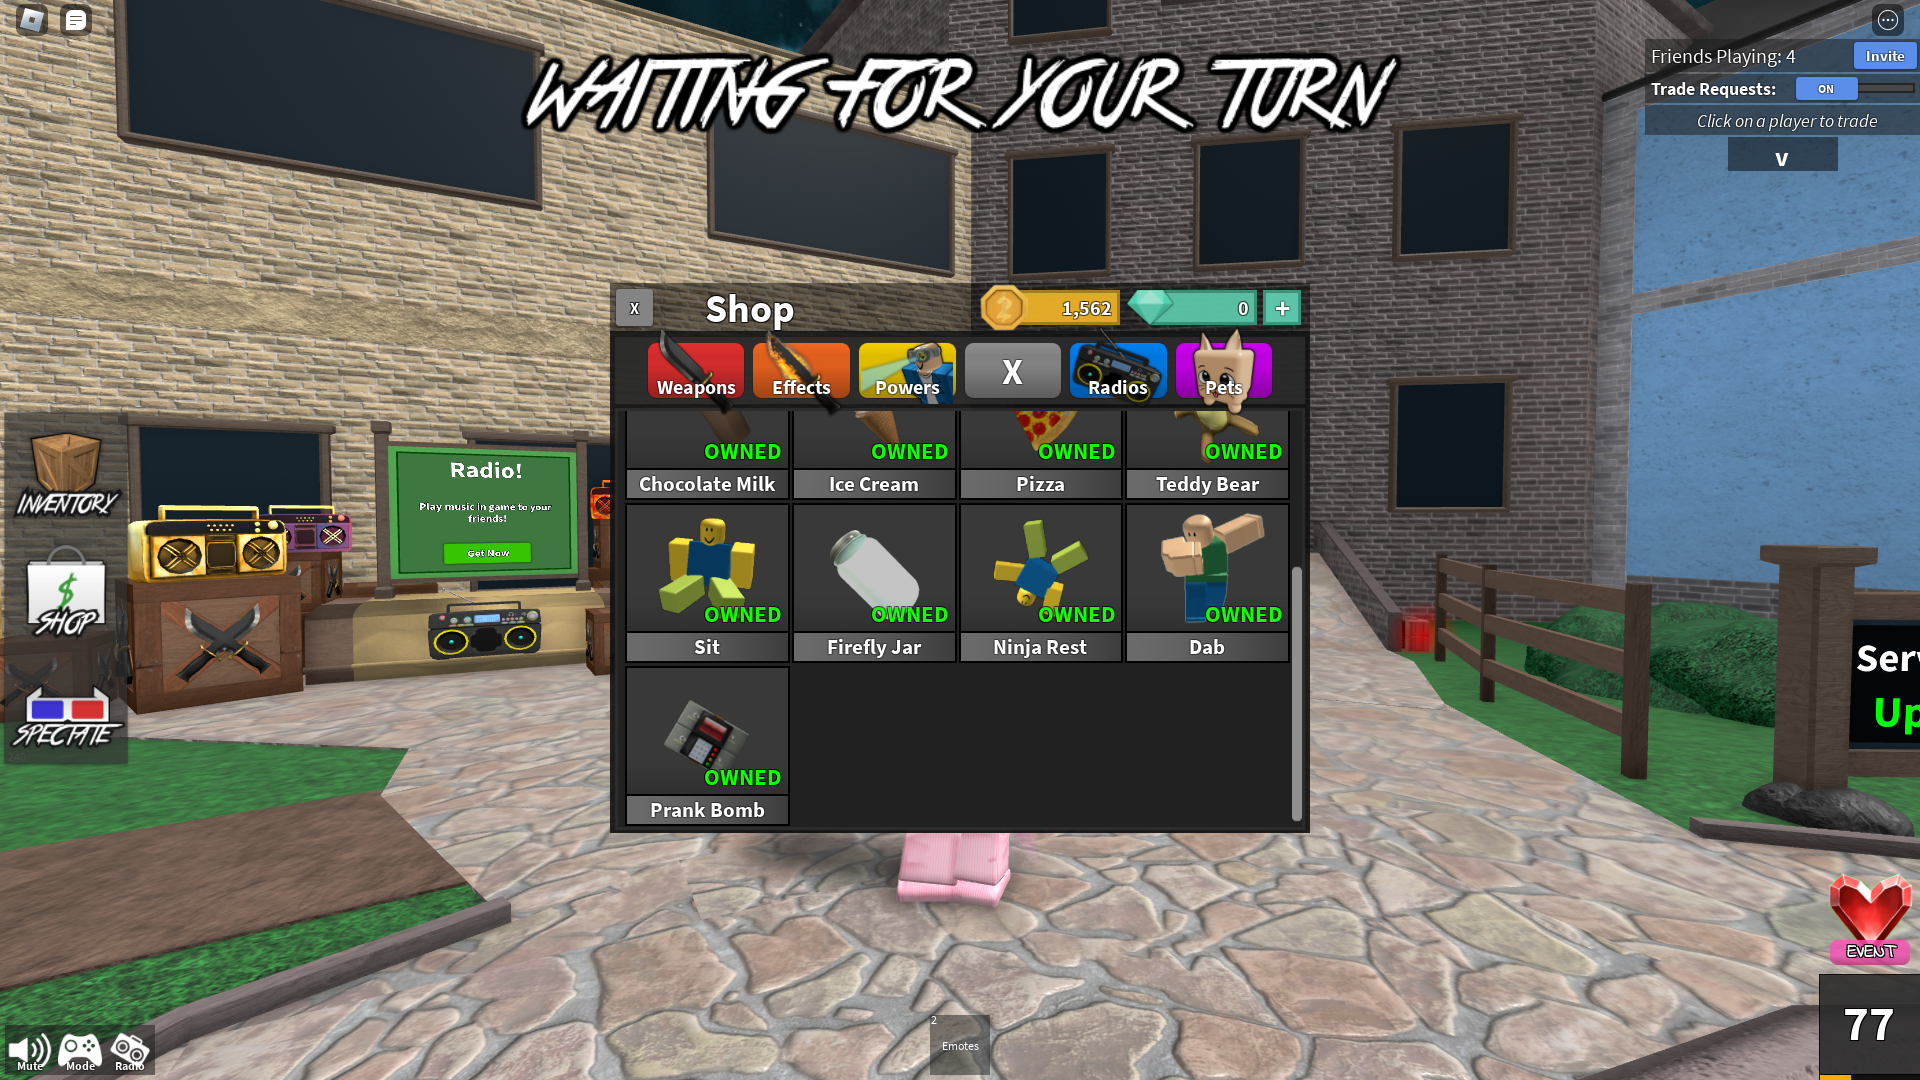 WAITING FOR YOUR TURN
Friends Playing: 4
Invite
Trade Requests:
ON
Click on a player to trade
v
X
Shop
1,562
0
+
Weapons
Effects
Powers
X
Radios
Pets
OWNED
OWNED
OWNED
OWNED
Chocolate Milk
Ice Cream
Pizza
Teddy Bear
OWNED
OWNED
OWNED
OWNED
Sit
Firefly Jar
Ninja Rest
Dab
OWNED
Prank Bomb
INVENTORY
$
SHOP
SPECTATE
Radio!
Play music in game to your
friends!
Get Now
Serv
Up
EVENT
77
2
Emotes
Mute
Mode
Radio